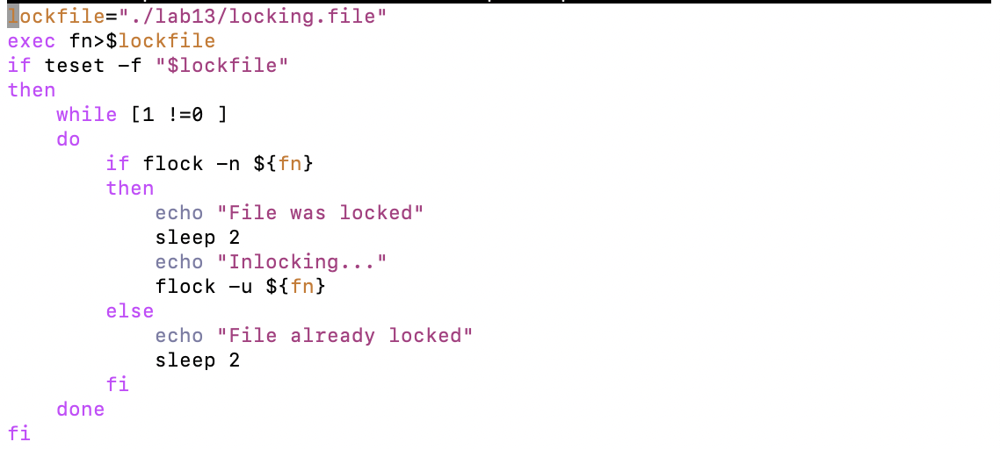 lockfile="./lab13/locking.file"
exec fn>$lockfile
if teset -f "$lockfile"
then
    while [1 !=0 ]
    do
        if flock -n ${fn}
        then
            echo "File was locked"
            sleep 2
            echo "Inlocking..."
            flock -u ${fn}
        else
            echo "File already locked"
            sleep 2
        fi
    done
fi